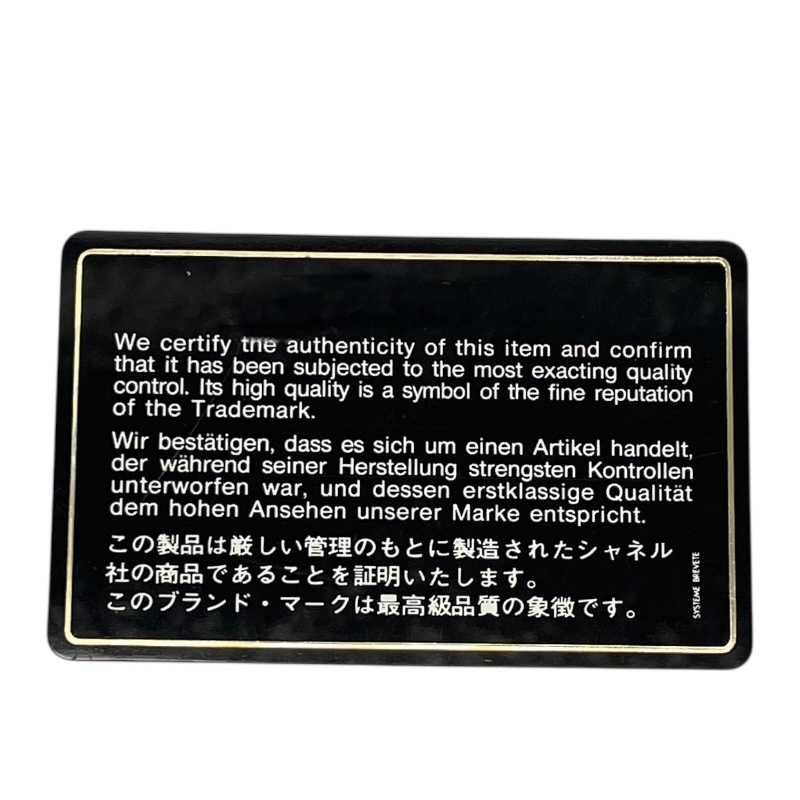 We certify the authenticity of this item and confirm
that it has been subjected to the most exacting quality
control. Its high quality is a symbol of the fine reputation
of the Trademark.
Wir bestätigen, dass es sich um einen Artikel handelt,
der während seiner Herstellung strengsten Kontrollen
unterworfen war, und dessen erstklassige Qualität
dem hohen Ansehen unserer Marke entspricht.
この製品は厳しい管理のもとに製造されたシャネル
社の商品であることを証明いたします。
このブランド・マークは最高級品質の象徴です。
SYSTEME BREVETE